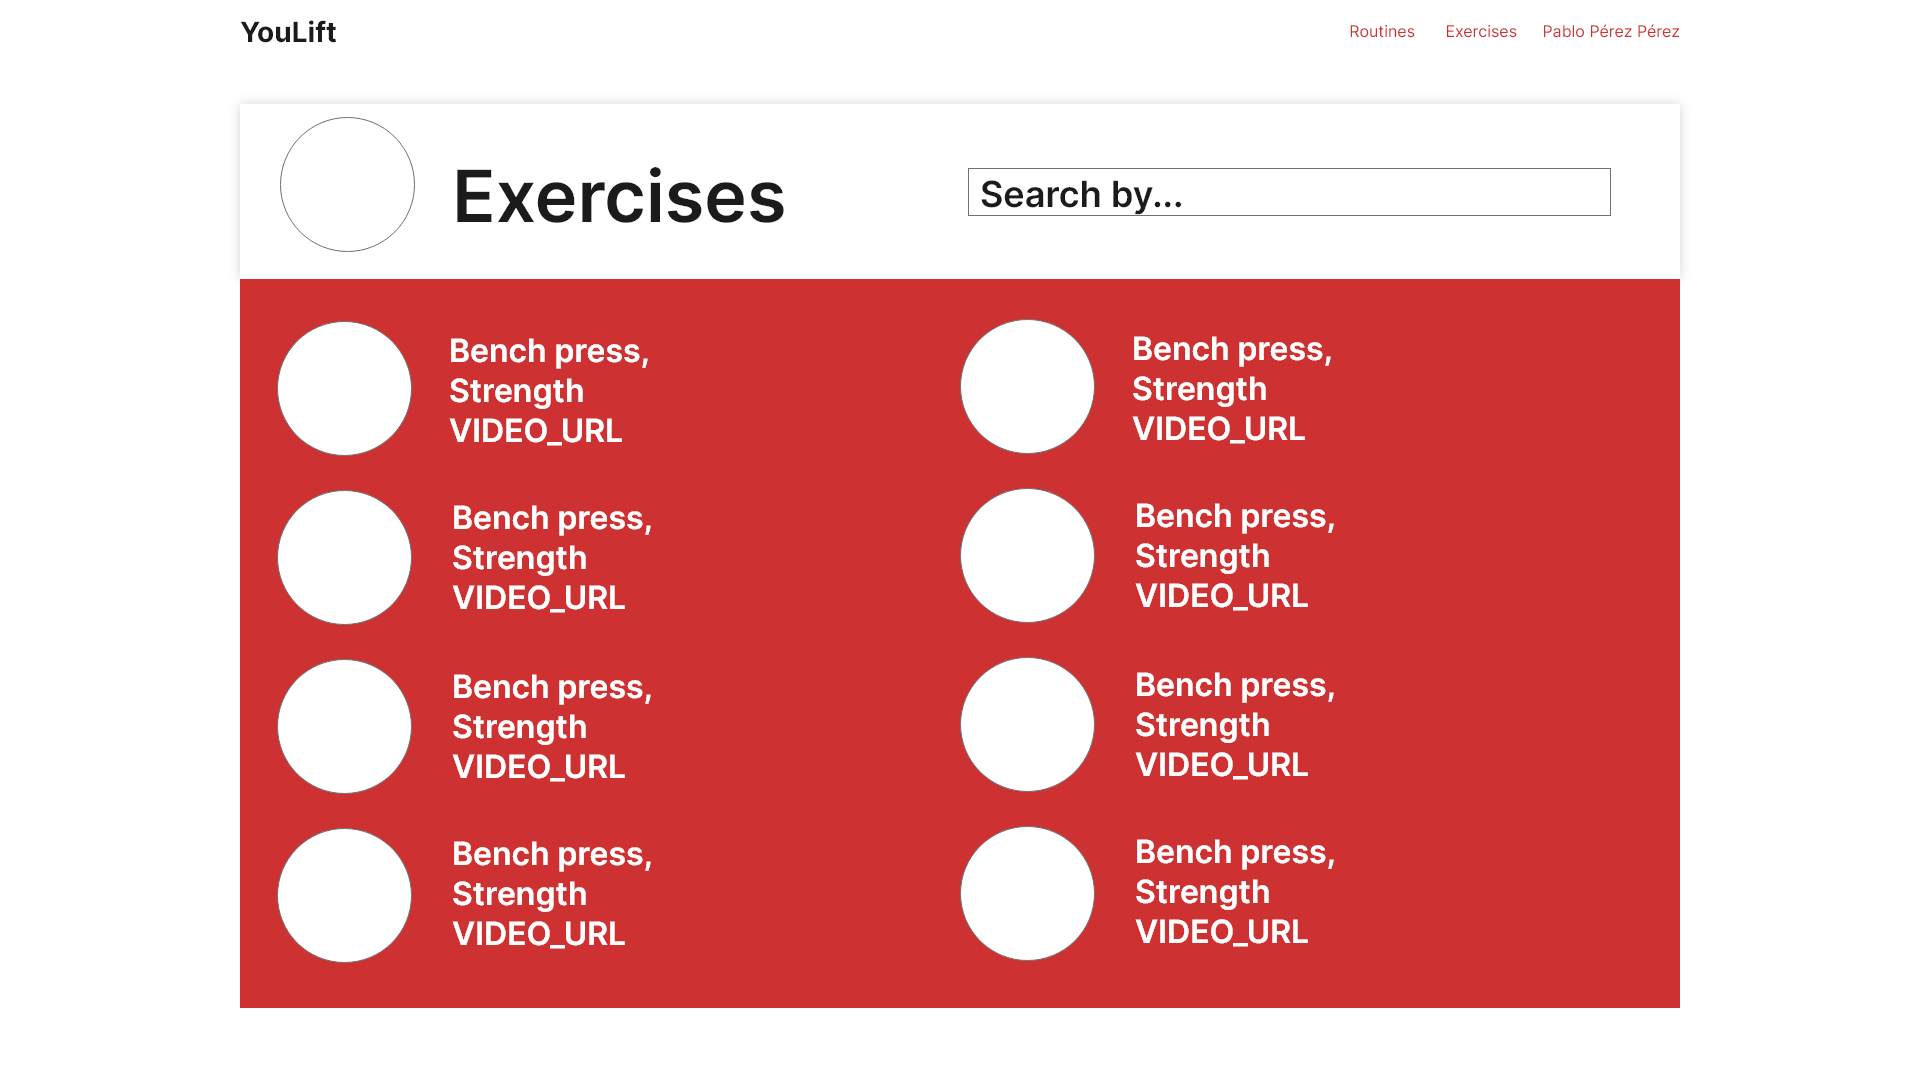 YouLift
Routines Exercises Pablo Pérez Pérez
Exercises
Search by...
Bench press,
Strength
VIDEO_URL
Bench press,
Strength
VIDEO_URL
Bench press,
Strength
VIDEO_URL
Bench press,
Strength
VIDEO_URL
Bench press,
Strength
VIDEO_URL
Bench press,
Strength
VIDEO_URL
Bench press,
Strength
VIDEO_URL
Bench press,
Strength
VIDEO_URL